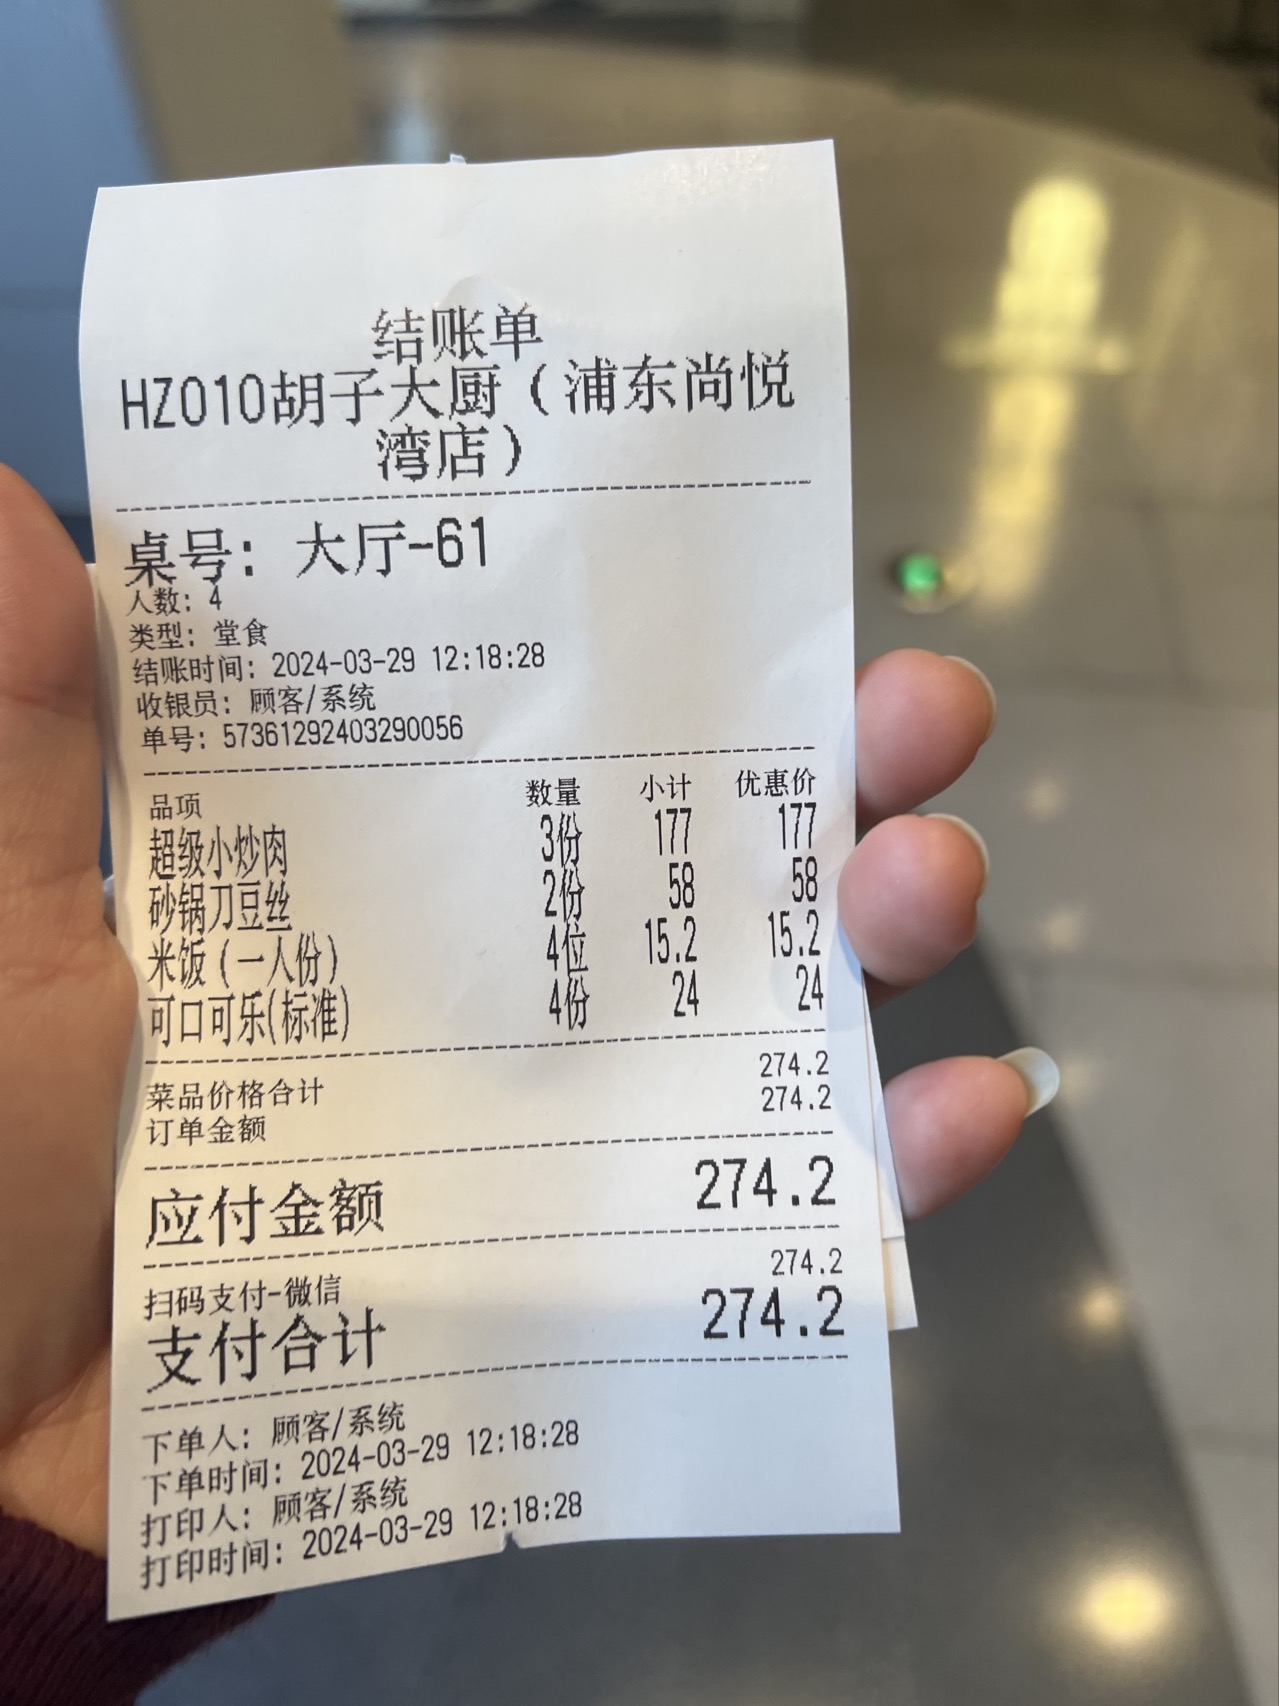 结账单
HZ010胡子大厨（浦东尚悦
湾店）
桌号：大厅-61
人数：4
类型：堂食
结账时间：2024-03-29 12:18:28
收银员：顾客/系统
单号：57361292403290056
品项 数量 小计 优惠价
超级小炒肉 3份 177 177
砂锅刀豆丝 2份 58 58
米饭（一人份） 4位 15.2 15.2
可口可乐(标准) 4份 24 24
菜品价格合计 274.2
订单金额 274.2
应付金额 274.2
扫码支付-微信 274.2
支付合计 274.2
下单人：顾客/系统
下单时间：2024-03-29 12:18:28
打印人：顾客/系统
打印时间：2024-03-29 12:18:28